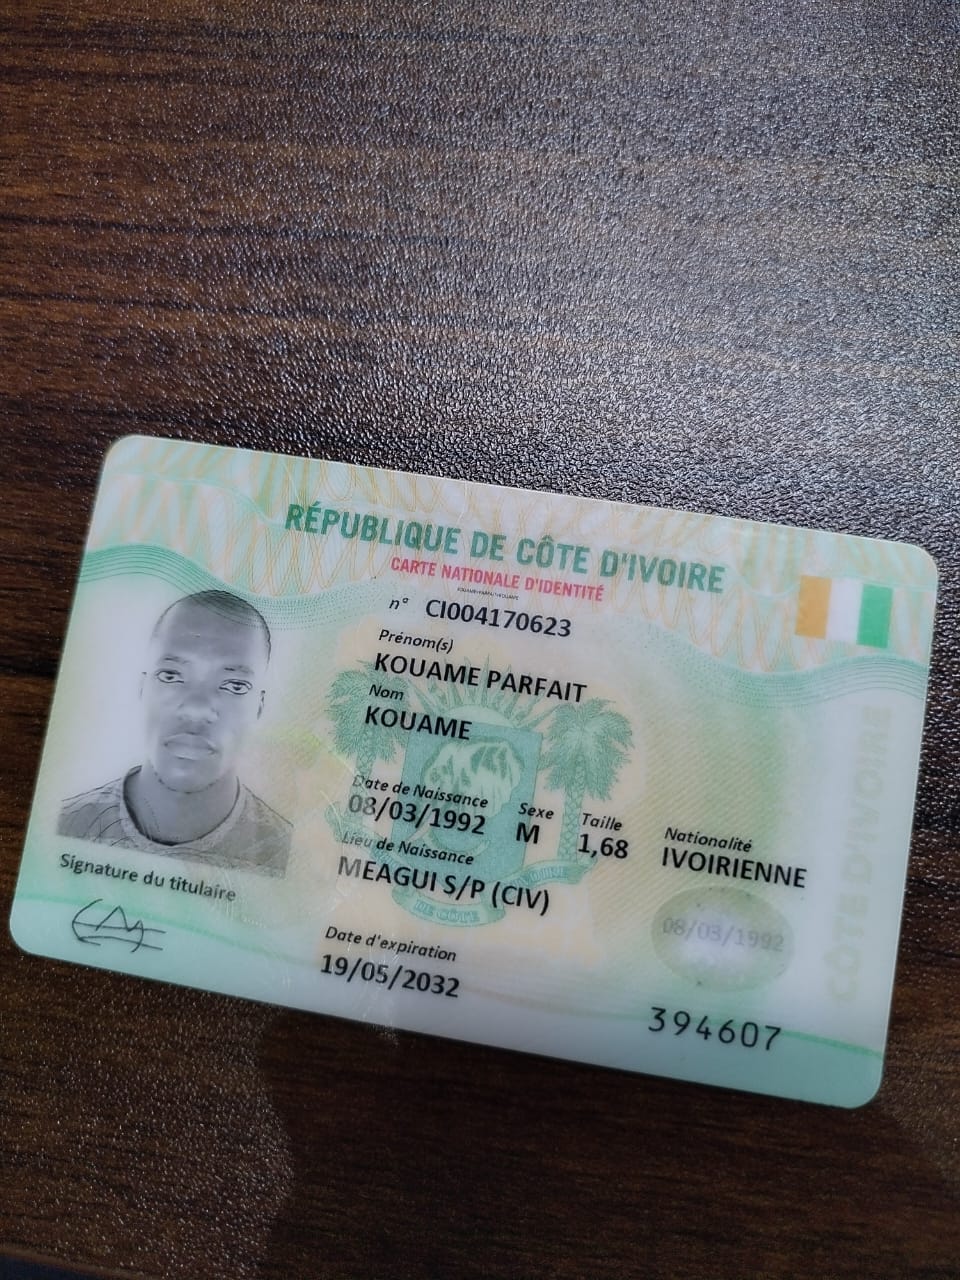 RÉPUBLIQUE DE CÔTE D'IVOIRE
CARTE NATIONALE D'IDENTITÉ
n° CI004170623
Prénom(s)
KOUAME PARFAIT
Nom
KOUAME
Date de Naissance Sexe Taille Nationalité
08/03/1992 M 1,68 IVOIRIENNE
Lieu de Naissance
MEAGUI S/P (CIV)
Signature du titulaire
Date d'expiration
19/05/2032
08/03/1992
394607
CÔTE D'IVOIRE
DE CÔTE